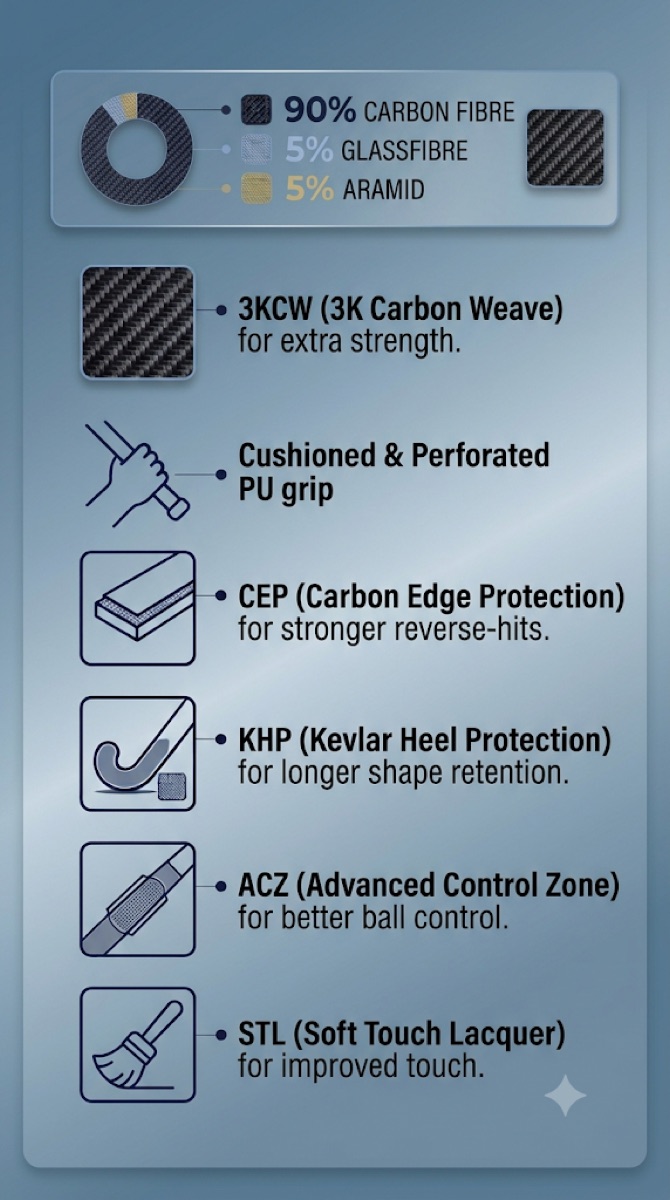 90% CARBON FIBRE
5% GLASSFIBRE
5% ARAMID
3KCW (3K Carbon Weave)
for extra strength.
Cushioned & Perforated
PU grip
CEP (Carbon Edge Protection)
for stronger reverse-hits.
KHP (Kevlar Heel Protection)
for longer shape retention.
ACZ (Advanced Control Zone)
for better ball control.
STL (Soft Touch Lacquer)
for improved touch.